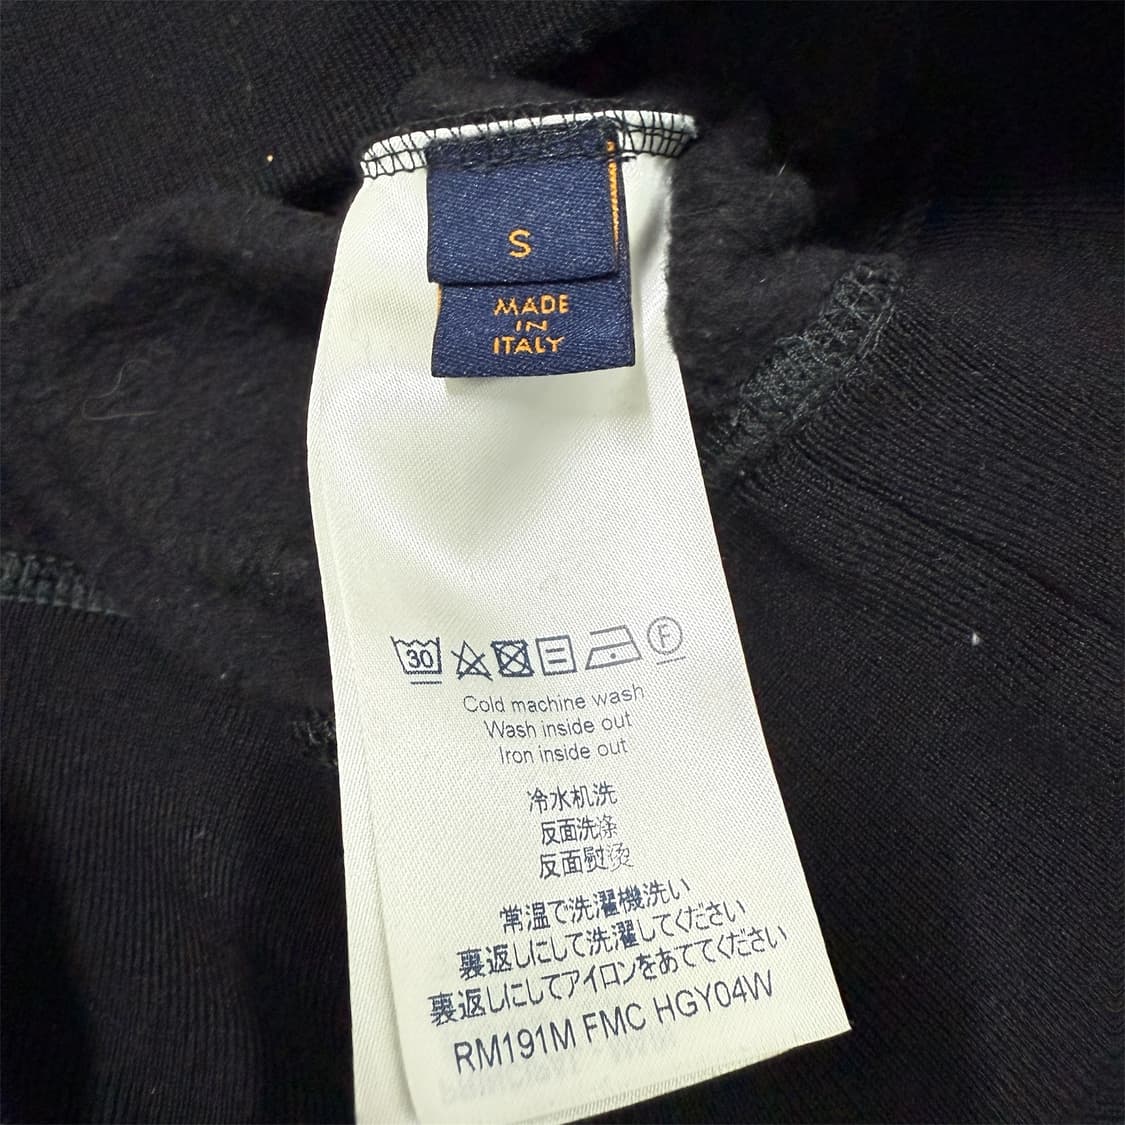 S
MADE
IN
ITALY
30 F
Cold machine wash
Wash inside out
Iron inside out
冷水机洗
反面洗涤
反面熨烫
常温で洗濯機洗い
裏返しにして洗濯してください
裏返しにしてアイロンをあててください
RM191M FMC HGY04W